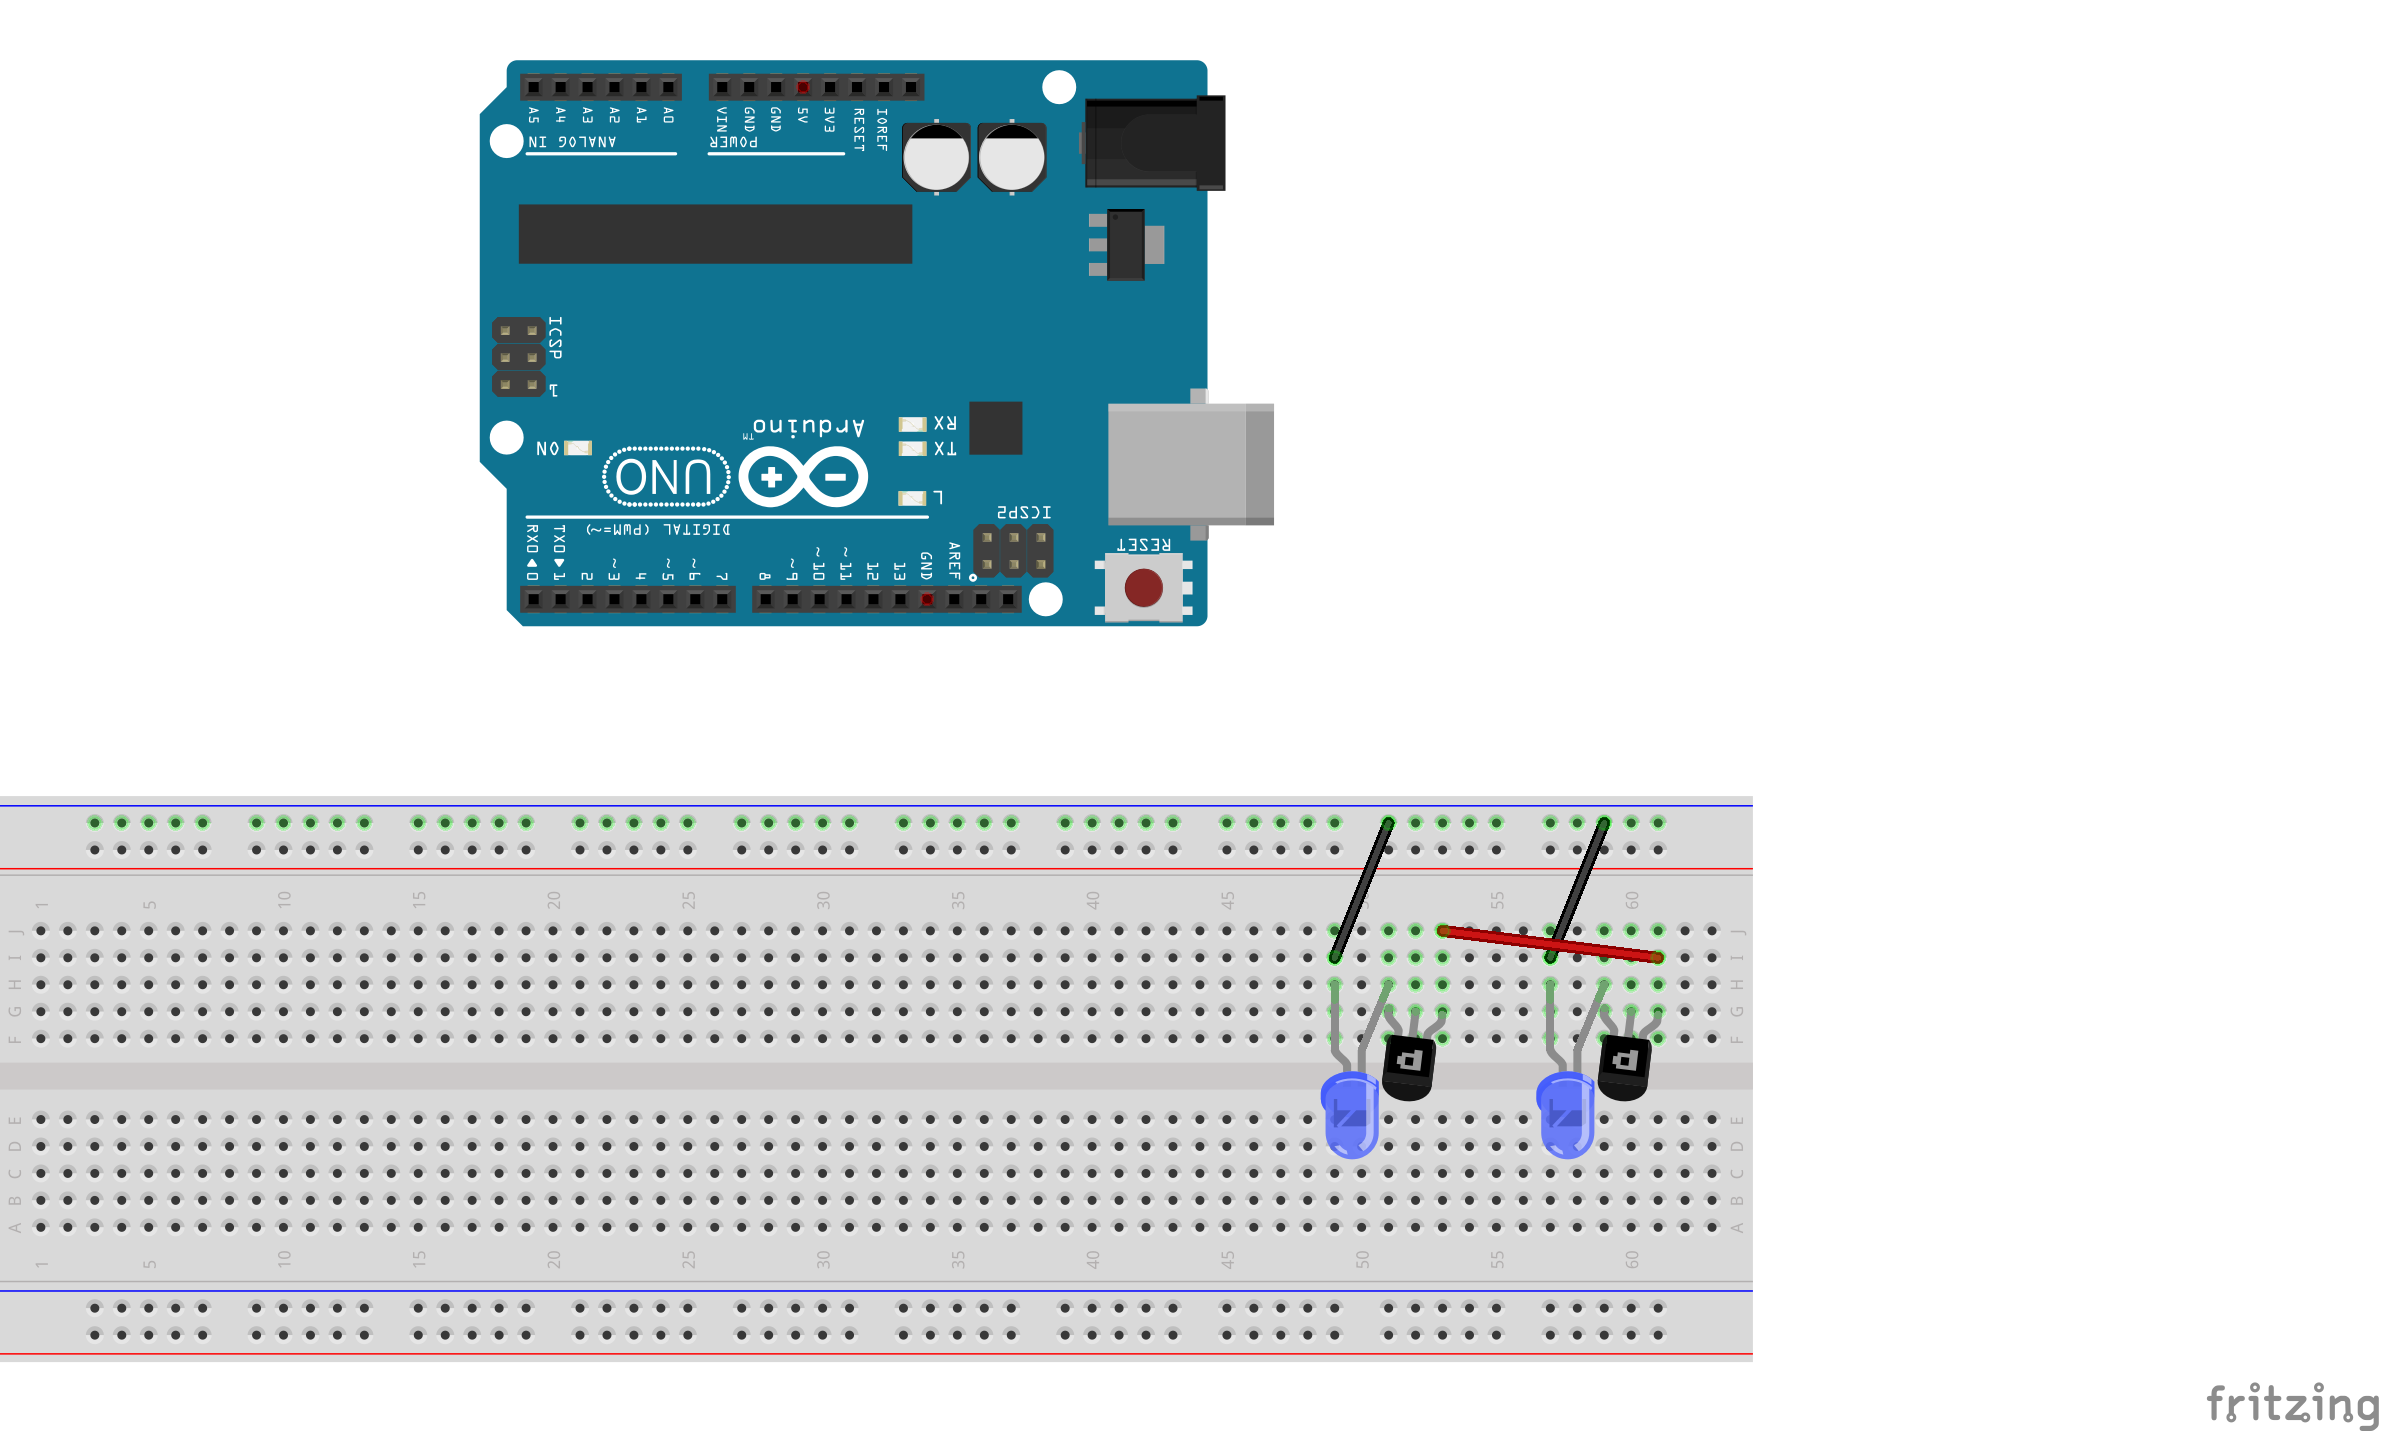 A5 A4 A3 A2 A1 A0 VIN GND GND 5V 3V3 RESET IOREF
ANALOG IN POWER
ICSP
1
Arduino
TM
RX
TX
ON
UNO
L
DIGITAL (PWM=~)
ICSP2
RESET
RX0 TX0
0 1 2 ~3 4 ~5 ~6 7 8 ~9 ~10 ~11 12 13 GND AREF
1 5 10 15 20 25 30 35 40 45 55 60
J J
I I
H H
G G
F F
E E
D D
C C
B B
A A
1 5 10 15 20 25 30 35 40 45 50 55 60
fritzing